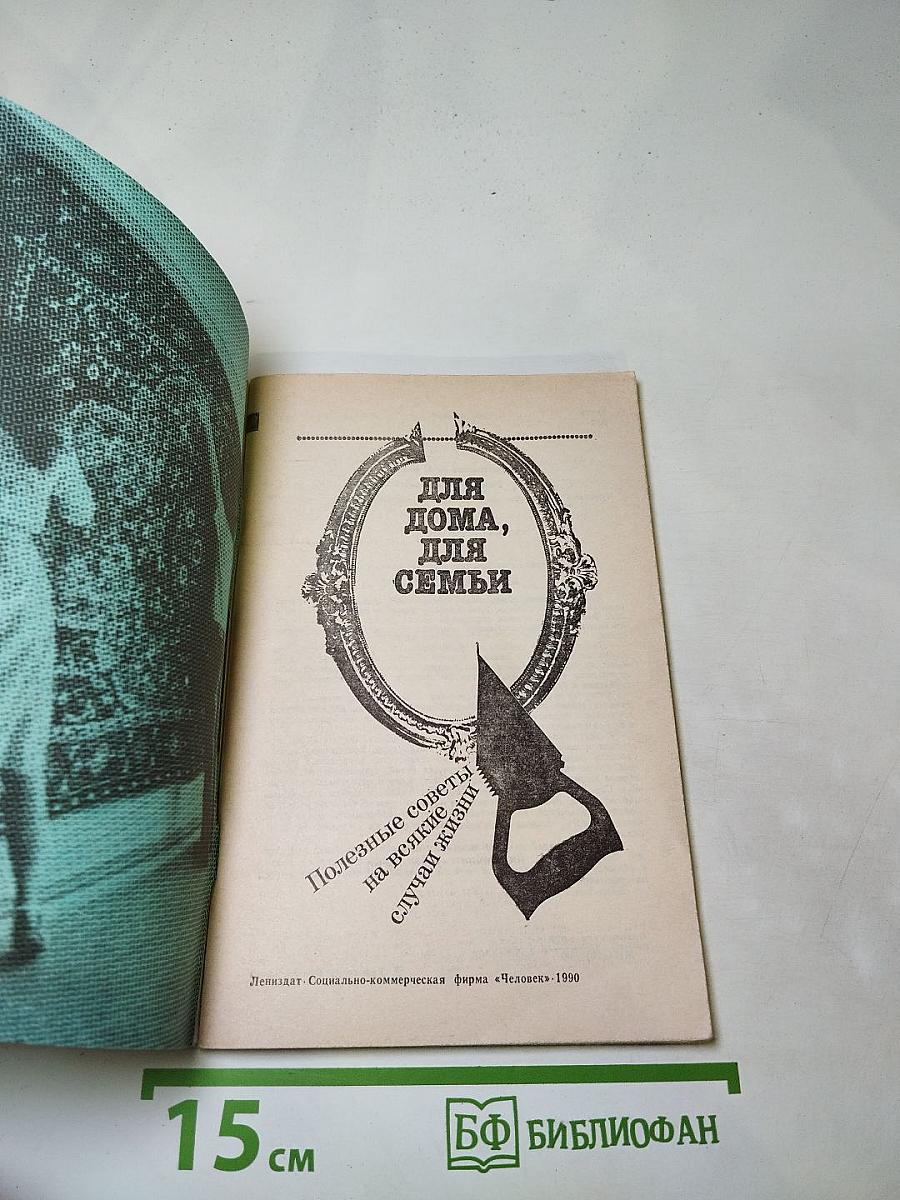 ДЛЯ
ДОМА,
ДЛЯ
СЕМЬИ
Полезные советы
на всякие
случаи жизни
Лениздат · Социально-коммерческая фирма «Человек» · 1990
15 см
БФ БИБЛИОФАН